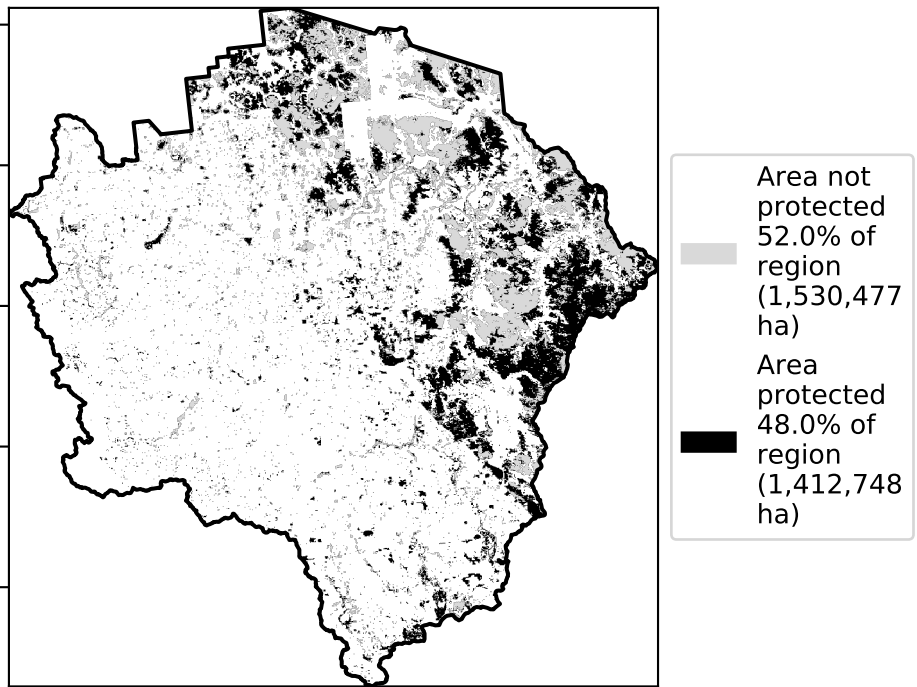 Area not
protected
52.0% of
region
(1,530,477
ha)
Area
protected
48.0% of
region
(1,412,748
ha)